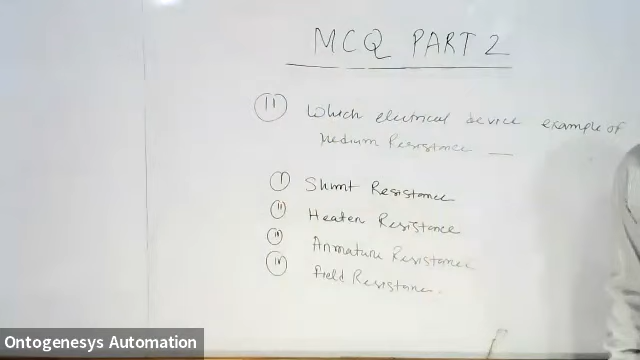 MCQ PART 2
(11) Which electrical device example of
Medium Resistance —
(i) Shunt Resistance
(ii) Heater Resistance
(iii) Armature Resistance
(iv) Field Resistance.
Ontogenesys Automation